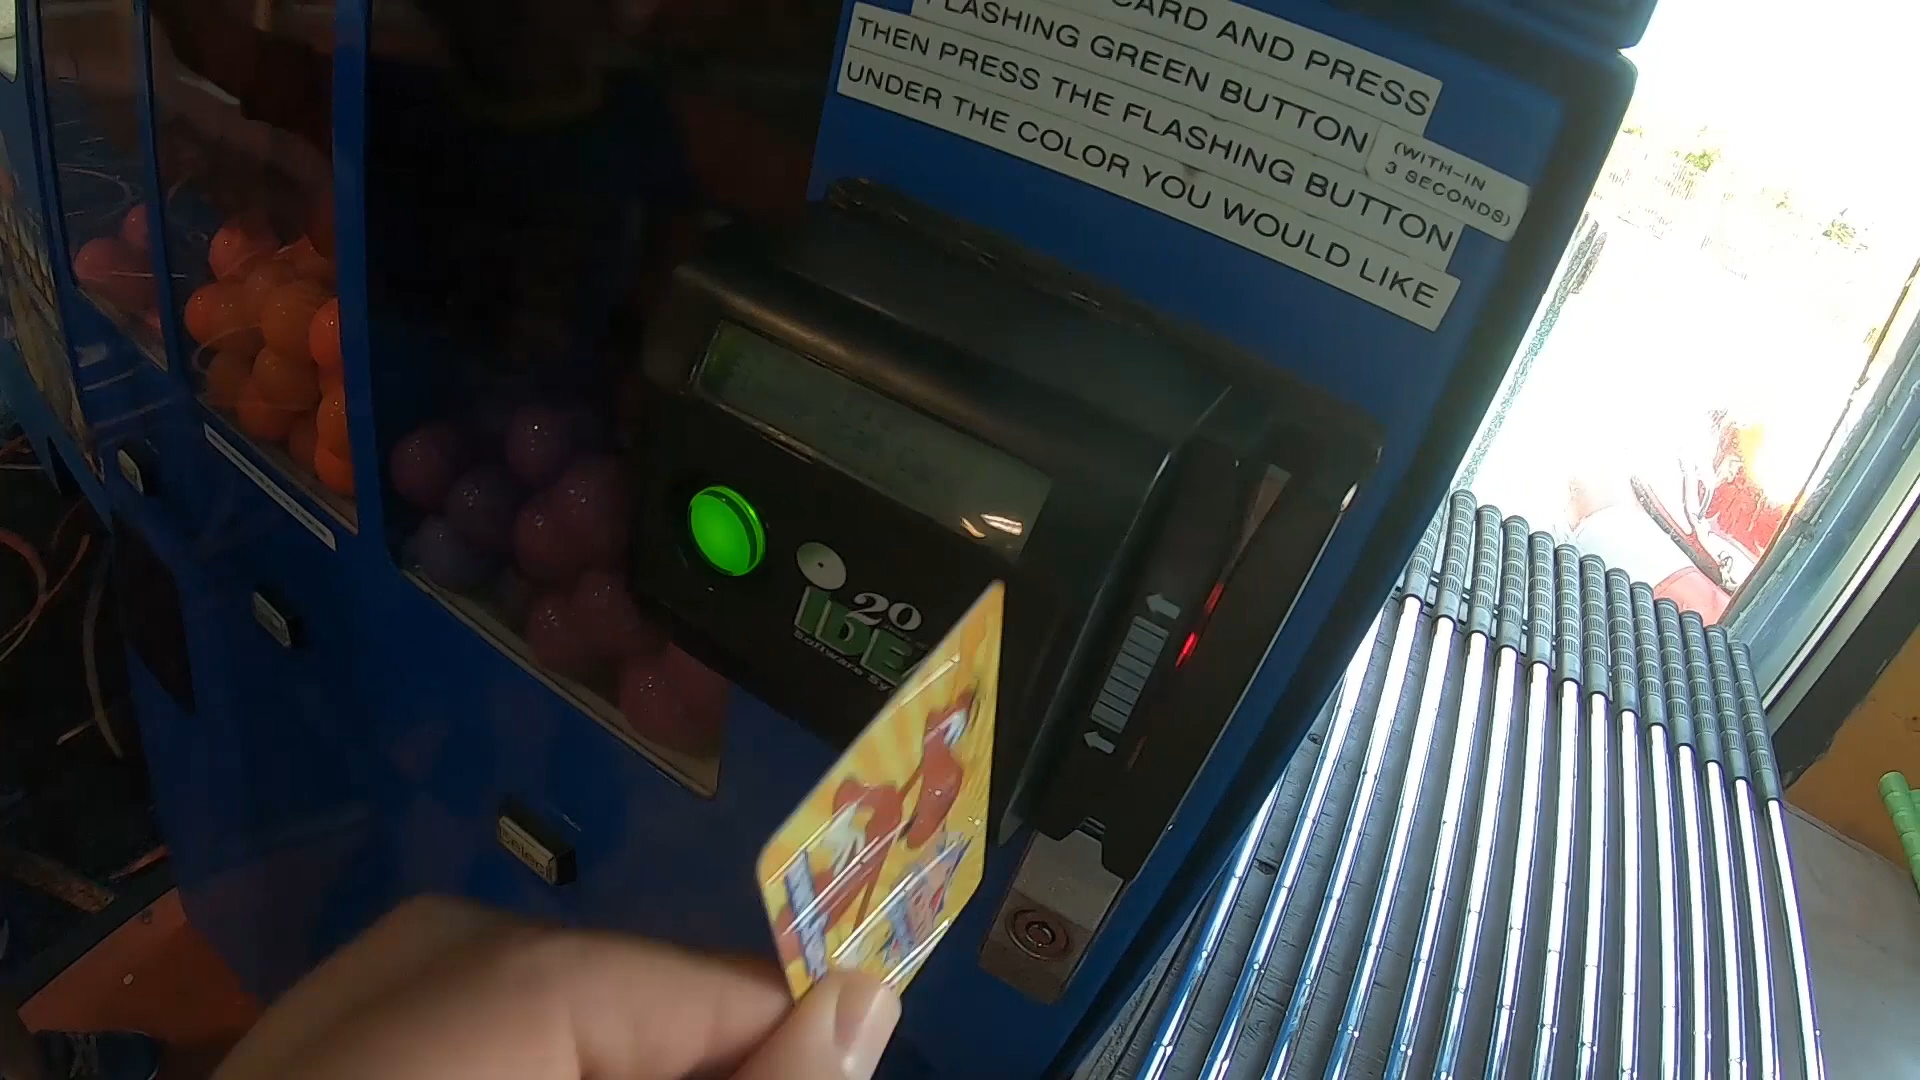 CARD AND PRESS
FLASHING GREEN BUTTON
(WITH-IN
3 SECONDS)
THEN PRESS THE FLASHING BUTTON
UNDER THE COLOR YOU WOULD LIKE
20
IDE
Software
Select